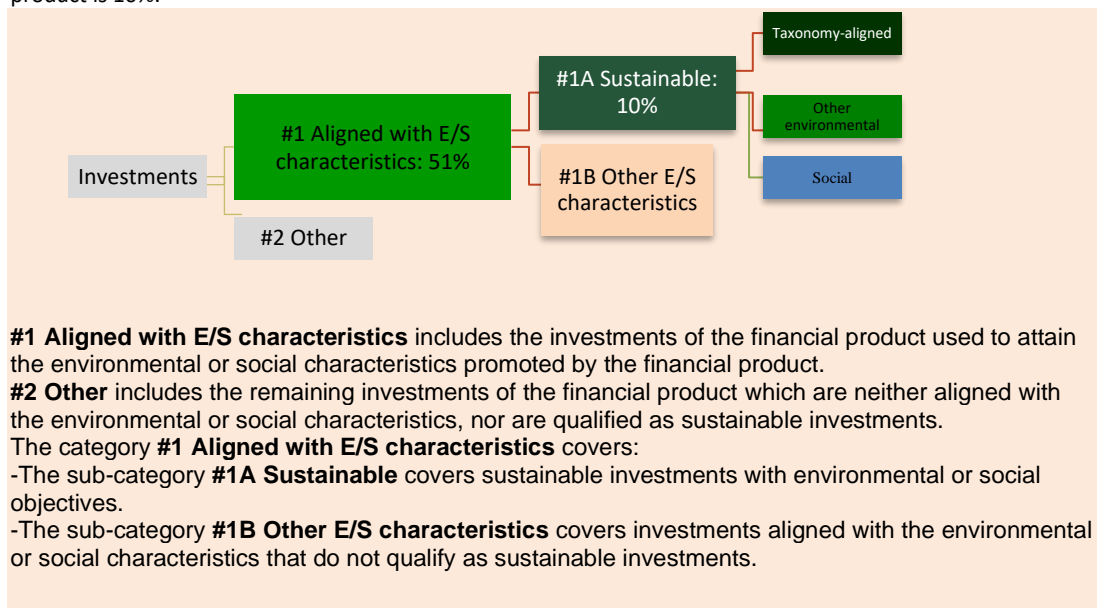 product is 10%.
Taxonomy-aligned
#1A Sustainable:
10%
Other
environmental
#1 Aligned with E/S
characteristics: 51%
Investments
#1B Other E/S
characteristics
Social
#2 Other
#1 Aligned with E/S characteristics includes the investments of the financial product used to attain
the environmental or social characteristics promoted by the financial product.
#2 Other includes the remaining investments of the financial product which are neither aligned with
the environmental or social characteristics, nor are qualified as sustainable investments.
The category #1 Aligned with E/S characteristics covers:
-The sub-category #1A Sustainable covers sustainable investments with environmental or social
objectives.
-The sub-category #1B Other E/S characteristics covers investments aligned with the environmental
or social characteristics that do not qualify as sustainable investments.